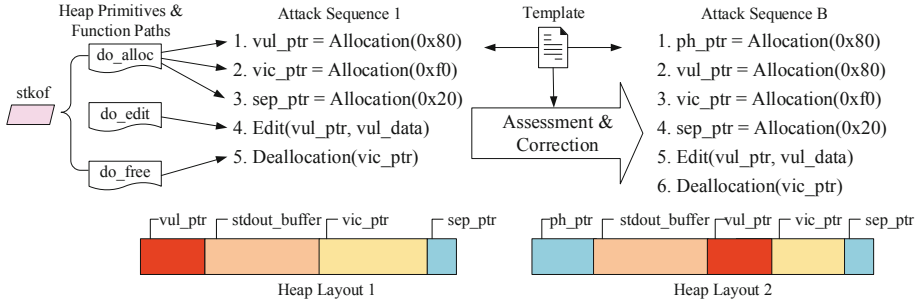 Heap Primitives &
Function Paths
stkof
do_alloc
do_edit
do_free
Attack Sequence 1
1. vul_ptr = Allocation(0x80)
2. vic_ptr = Allocation(0xf0)
3. sep_ptr = Allocation(0x20)
4. Edit(vul_ptr, vul_data)
5. Deallocation(vic_ptr)
Template
Assessment &
Correction
Attack Sequence B
1. ph_ptr = Allocation(0x80)
2. vul_ptr = Allocation(0x80)
3. vic_ptr = Allocation(0xf0)
4. sep_ptr = Allocation(0x20)
5. Edit(vul_ptr, vul_data)
6. Deallocation(vic_ptr)
vul_ptr stdout_buffer vic_ptr sep_ptr
Heap Layout 1
ph_ptr stdout_buffer vul_ptr vic_ptr sep_ptr
Heap Layout 2